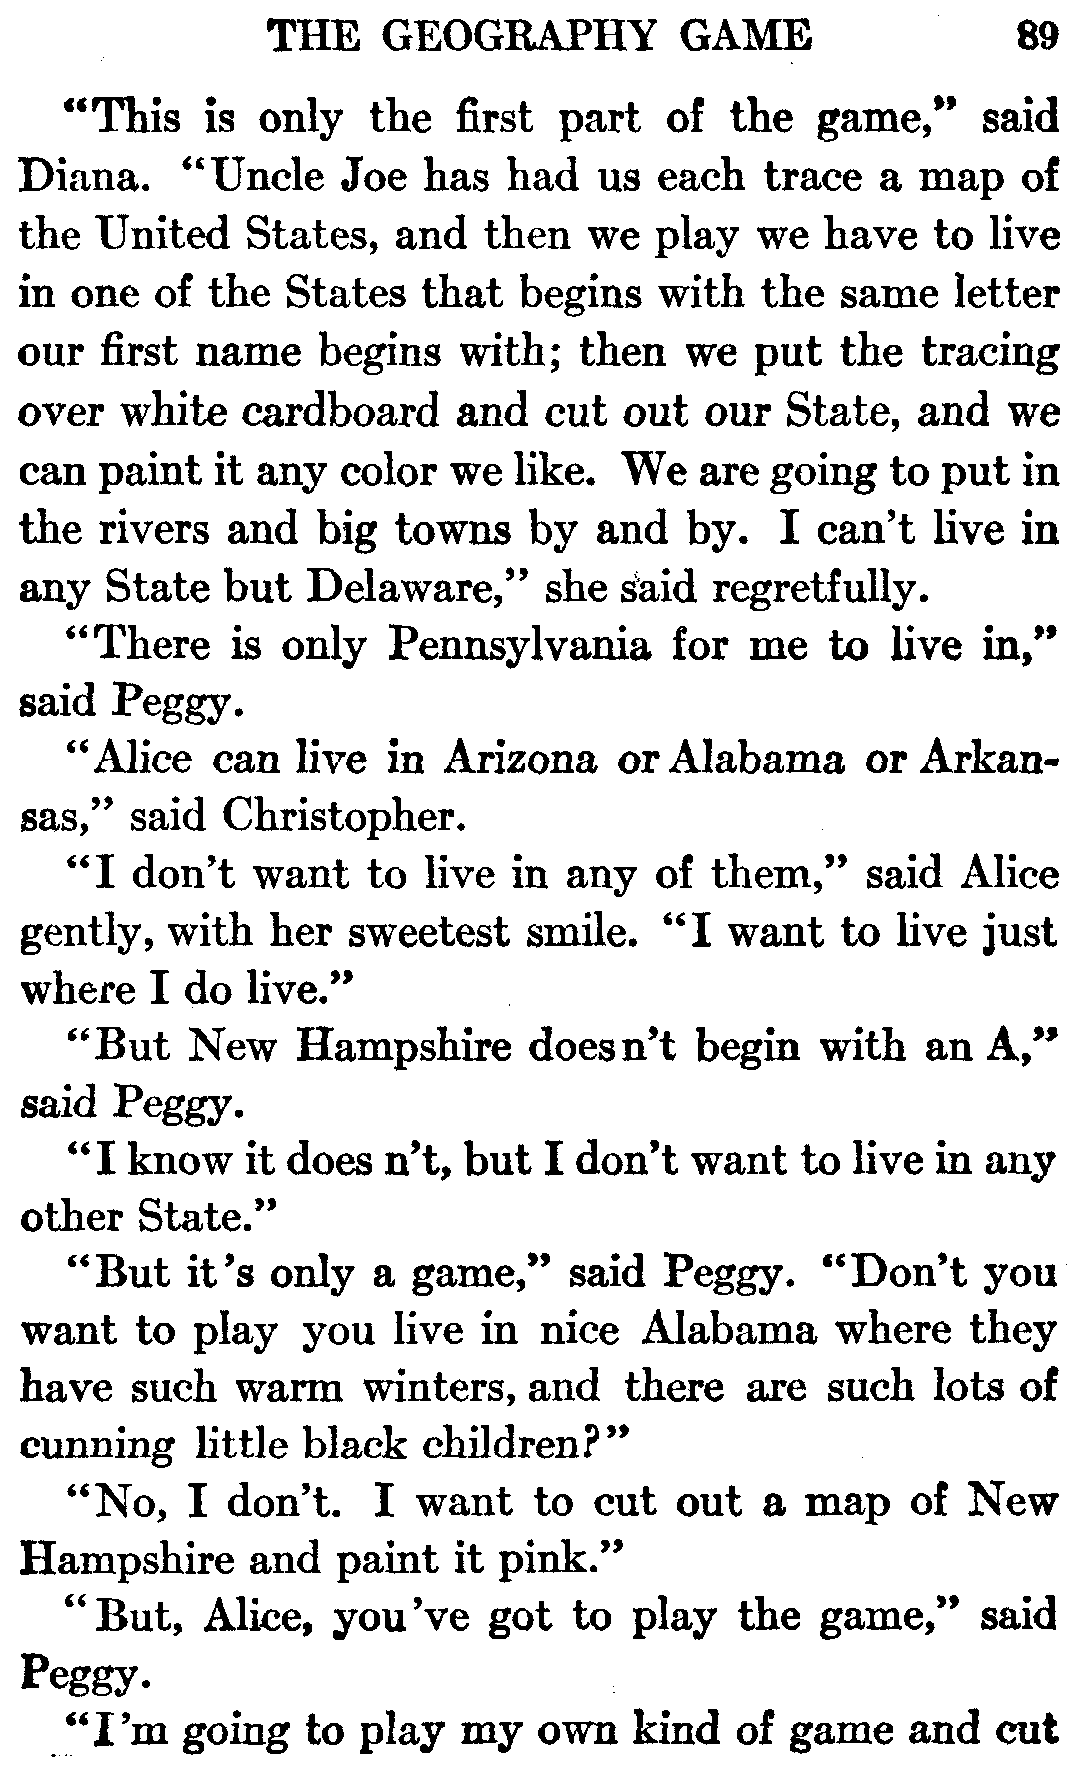 THE GEOGRAPHY GAME 89
"This is only the first part of the game," said
Diana. "Uncle Joe has had us each trace a map of
the United States, and then we play we have to live
in one of the States that begins with the same letter
our first name begins with; then we put the tracing
over white cardboard and cut out our State, and we
can paint it any color we like. We are going to put in
the rivers and big towns by and by. I can't live in
any State but Delaware," she said regretfully.
"There is only Pennsylvania for me to live in,"
said Peggy.
"Alice can live in Arizona or Alabama or Arkan-
sas," said Christopher.
"I don't want to live in any of them," said Alice
gently, with her sweetest smile. "I want to live just
where I do live."
"But New Hampshire doesn't begin with an A,"
said Peggy.
"I know it does n't, but I don't want to live in any
other State."
"But it's only a game," said Peggy. "Don't you
want to play you live in nice Alabama where they
have such warm winters, and there are such lots of
cunning little black children?"
"No, I don't. I want to cut out a map of New
Hampshire and paint it pink."
"But, Alice, you've got to play the game," said
Peggy.
"I'm going to play my own kind of game and cut